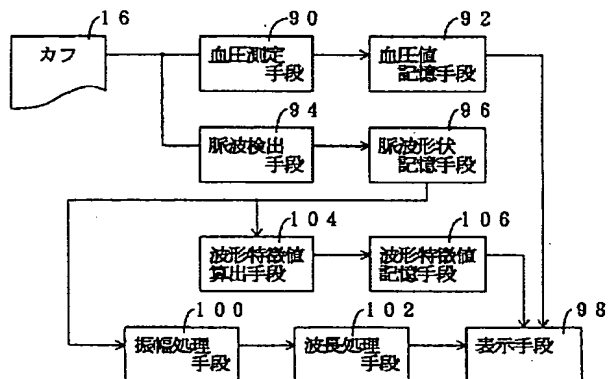 16
カフ
90
血圧測定
手段
92
血圧値
記憶手段
94
脈波検出
手段
96
脈波形状
記憶手段
104
波形特徴値
算出手段
106
波形特徴値
記憶手段
100
振幅処理
手段
102
波長処理
手段
98
表示手段